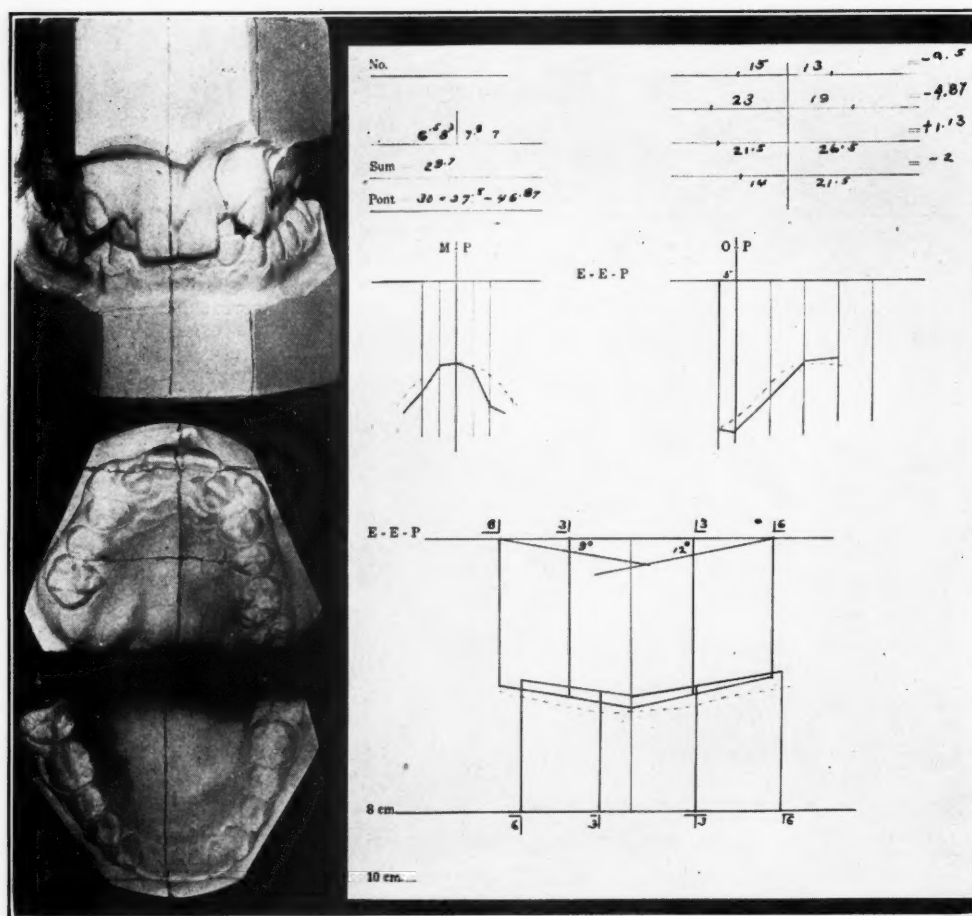 No.
15 13 = -9.5
23 19 = -4.87
6.5 8 3 7.8 7
= +1.13
21.5 26.5
Sum 29.7
= -2
14 21.5
Pont 30 = 37.5 - 46.87
M - P
O - P
E - E - P
5°
E - E - P
6 3 3 6
9° 12°
8 cm.
6 3 3 6
10 cm.